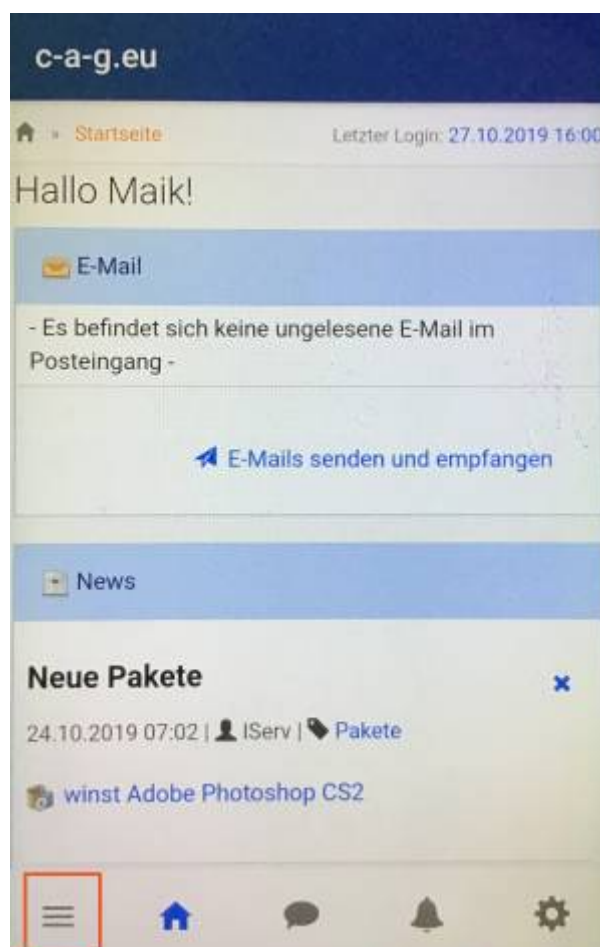 c-a-g.eu
» Startseite
Letzter Login: 27.10.2019 16:00
Hallo Maik!
E-Mail
- Es befindet sich keine ungelesene E-Mail im
Posteingang -
E-Mails senden und empfangen
News
Neue Pakete
24.10.2019 07:02 | IServ | Pakete
winst Adobe Photoshop CS2